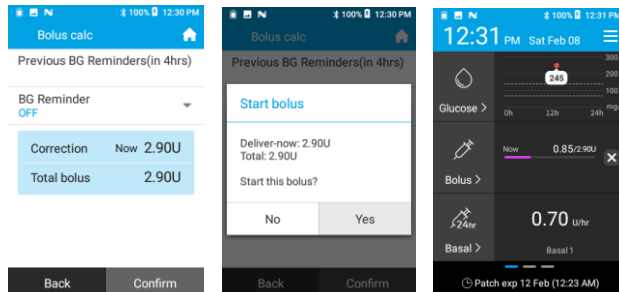 100% 12:30 PM
Bolus calc
Previous BG Reminders(in 4hrs)
BG Reminder
OFF
Correction Now 2.90U
Total bolus 2.90U
Back Confirm
100% 12:30 PM
Bolus calc
Previous BG Reminders(in 4hrs)
Start bolus
Deliver-now: 2.90U
Total: 2.90U
Start this bolus?
No Yes
Back Confirm
100% 12:31 PM
12:31 PM Sat Feb 08
300
245 200
100
Glucose > 0h 12h 24h mg
Now 0.85/2.90U
Bolus >
24hr 0.70 U/hr
Basal > Basal 1
Patch exp 12 Feb (12:23 AM)